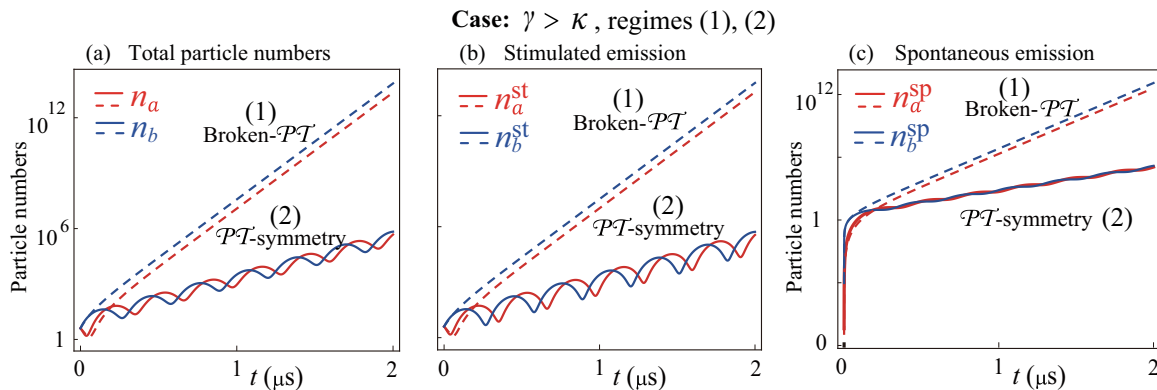 Case: γ > κ , regimes (1), (2)
(a) Total particle numbers
Particle numbers
10^12
10^6
1
n_a
n_b
(1)
Broken-𝒫𝒯
(2)
𝒫𝒯-symmetry
0 1 2
t (μs)
(b) Stimulated emission
n_a^st
n_b^st
(1)
Broken-𝒫𝒯
(2)
𝒫𝒯-symmetry
0 1 2
t (μs)
(c) Spontaneous emission
Particle numbers
10^12
1
0
n_a^sp
n_b^sp
(1)
Broken-𝒫𝒯
𝒫𝒯-symmetry (2)
0 1 2
t (μs)